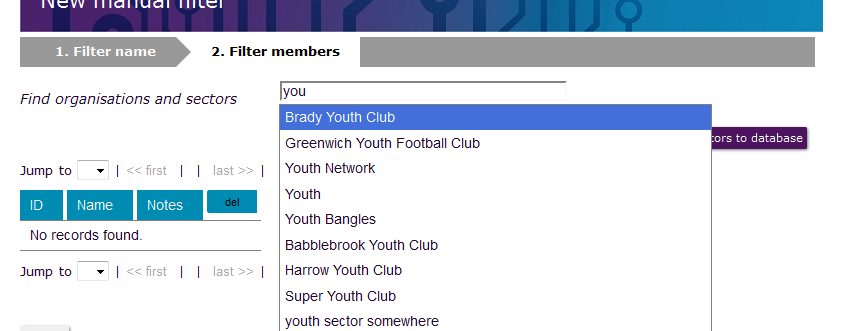 New manual filter
1. Filter name
2. Filter members
Find organisations and sectors
you
Brady Youth Club
Greenwich Youth Football Club
Youth Network
Youth
Youth Bangles
Babblebrook Youth Club
Harrow Youth Club
Super Youth Club
youth sector somewhere
tors to database
Jump to | << first | | last >> |
ID Name Notes del
No records found.
Jump to | << first | | last >> |